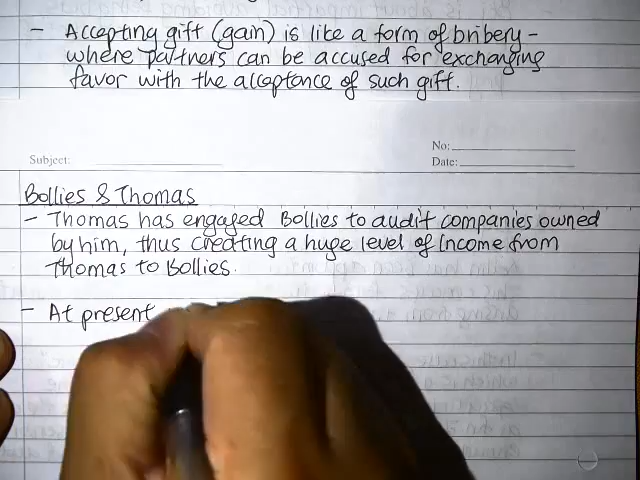 - Accepting gift (gain) is like a form of bribery -
where partners can be accused for exchanging
favor with the acceptance of such gift.
No:
Subject:
Date:
Bollies & Thomas
- Thomas has engaged Bollies to audit companies owned
by him, thus creating a huge level of Income from
Thomas to Bollies.
- At present